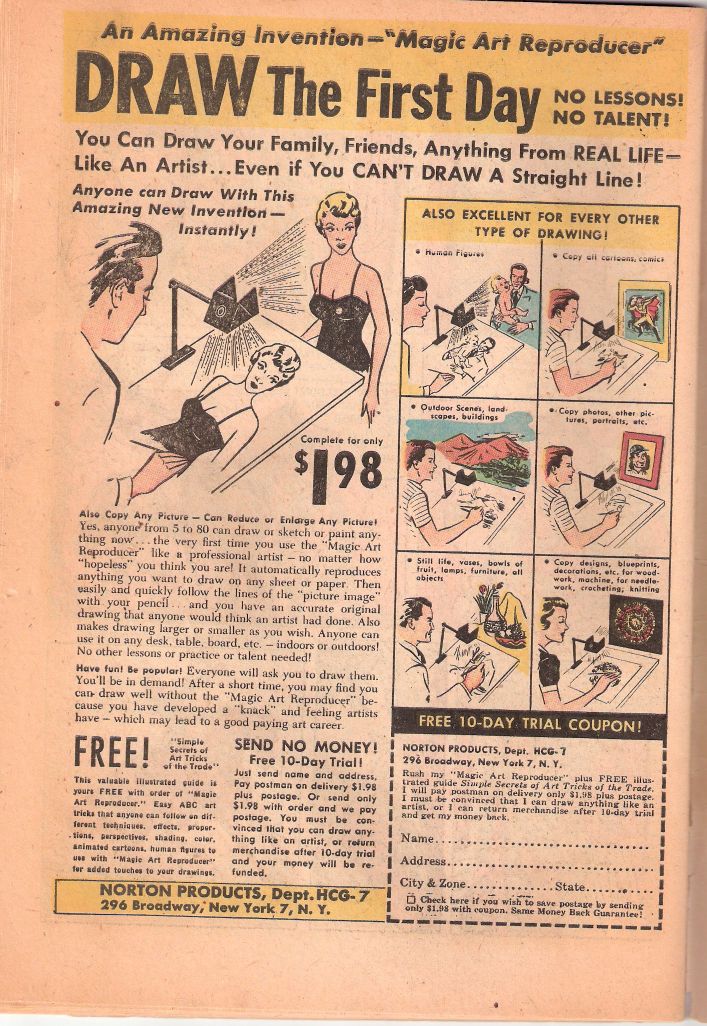 An Amazing Invention—"Magic Art Reproducer"
DRAW The First Day NO LESSONS!
NO TALENT!
You Can Draw Your Family, Friends, Anything From REAL LIFE—
Like An Artist...Even if You CAN'T DRAW A Straight Line!
Anyone can Draw With This
Amazing New Invention—
Instantly!
Complete for only
$1 98
Also Copy Any Picture — Can Reduce or Enlarge Any Picture!
Yes, anyone from 5 to 80 can draw or sketch or paint any-
thing now...the very first time you use the "Magic Art
Reproducer" like a professional artist — no matter how
"hopeless" you think you are! It automatically reproduces
anything you want to draw on any sheet or paper. Then
easily and quickly follow the lines of the "picture image"
with your pencil...and you have an accurate original
drawing that anyone would think an artist had done. Also
makes drawing larger or smaller as you wish. Anyone can
use it on any desk, table, board, etc. — indoors or outdoors!
No other lessons or practice or talent needed!
Have fun! Be popular! Everyone will ask you to draw them.
You'll be in demand! After a short time, you may find you
can draw well without the "Magic Art Reproducer" be-
cause you have developed a "knack" and feeling artists
have — which may lead to a good paying art career.
FREE!
"Simple
Secrets of
Art Tricks
of the Trade"
This valuable illustrated guide is
yours FREE with order of "Magic
Art Reproducer." Easy ABC art
tricks that anyone can follow on dif-
ferent techniques, effects, propor-
tions, perspectives, shading, color,
animated cartoons, human figures to
use with "Magic Art Reproducer"
for added touches to your drawings.
SEND NO MONEY!
Free 10-Day Trial!
Just send name and address.
Pay postman on delivery $1.98
plus postage. Or send only
$1.98 with order and we pay
postage. You must be con-
vinced that you can draw any-
thing like an artist, or return
merchandise after 10-day trial
and your money will be re-
funded.
NORTON PRODUCTS, Dept. HCG-7
296 Broadway, New York 7, N. Y.
ALSO EXCELLENT FOR EVERY OTHER
TYPE OF DRAWING!
• Human Figures
• Copy all cartoons, comics
• Outdoor Scenes, land-
scapes, buildings
• Copy photos, other pic-
tures, portraits, etc.
• Still life, vases, bowls of
fruit, lamps, furniture, all
objects
• Copy designs, blueprints,
decorations, etc. for wood-
work, machine, for needle-
work, crocheting, knitting
FREE 10-DAY TRIAL COUPON!
NORTON PRODUCTS, Dept. HCG-7
296 Broadway, New York 7, N. Y.
Rush my "Magic Art Reproducer" plus FREE illus-
trated guide Simple Secrets of Art Tricks of the Trade.
I will pay postman on delivery only $1.98 plus postage.
I must be convinced that I can draw anything like an
artist, or I can return merchandise after 10-day trial
and get my money back.
Name
Address
City & Zone State
Check here if you wish to save postage by sending
only $1.98 with coupon. Same Money Back Guarantee!